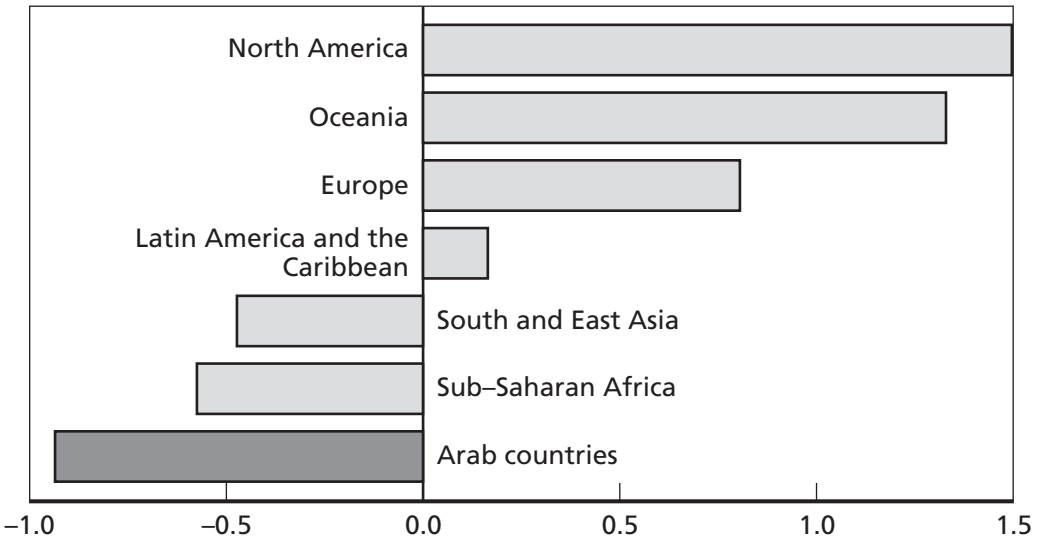 North America
Oceania
Europe
Latin America and the
Caribbean
South and East Asia
Sub–Saharan Africa
Arab countries
–1.0 –0.5 0.0 0.5 1.0 1.5